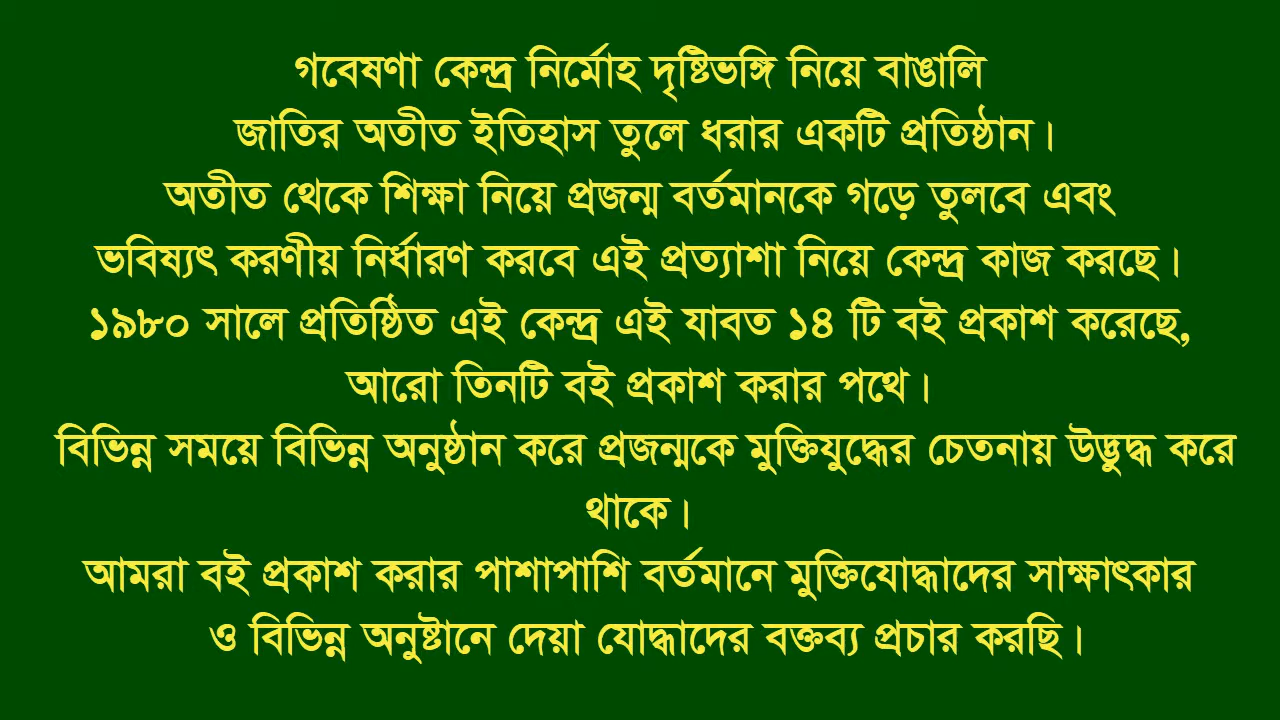 গবেষণা কেন্দ্র নির্মোহ দৃষ্টিভঙ্গি নিয়ে বাঙালি
জাতির অতীত ইতিহাস তুলে ধরার একটি প্রতিষ্ঠান।
অতীত থেকে শিক্ষা নিয়ে প্রজন্ম বর্তমানকে গড়ে তুলবে এবং
ভবিষ্যৎ করণীয় নির্ধারণ করবে এই প্রত্যাশা নিয়ে কেন্দ্র কাজ করছে।
১৯৮০ সালে প্রতিষ্ঠিত এই কেন্দ্র এই যাবত ১৪ টি বই প্রকাশ করেছে,
আরো তিনটি বই প্রকাশ করার পথে।
বিভিন্ন সময়ে বিভিন্ন অনুষ্ঠান করে প্রজন্মকে মুক্তিযুদ্ধের চেতনায় উদ্ভুদ্ধ করে
থাকে।
আমরা বই প্রকাশ করার পাশাপাশি বর্তমানে মুক্তিযোদ্ধাদের সাক্ষাৎকার
ও বিভিন্ন অনুষ্টানে দেয়া যোদ্ধাদের বক্তব্য প্রচার করছি।